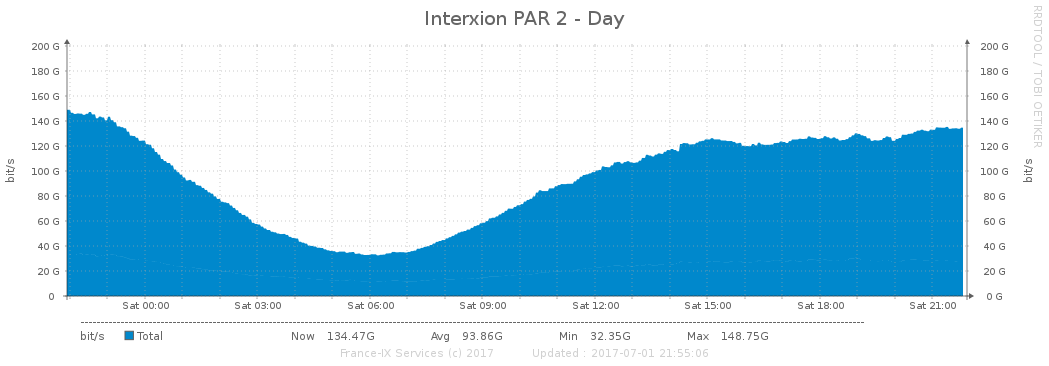 Interxion PAR 2 - Day
RRDTOOL / TOBI OETIKER
200 G 200 G
180 G 180 G
160 G 160 G
140 G 140 G
120 G 120 G
100 G 100 G
80 G 80 G
60 G 60 G
40 G 40 G
20 G 20 G
0 0 G
bit/s
bit/s
Sat 00:00 Sat 03:00 Sat 06:00 Sat 09:00 Sat 12:00 Sat 15:00 Sat 18:00 Sat 21:00
bit/s Total Now 134.47G Avg 93.86G Min 32.35G Max 148.75G
France-IX Services (c) 2017 Updated : 2017-07-01 21:55:06